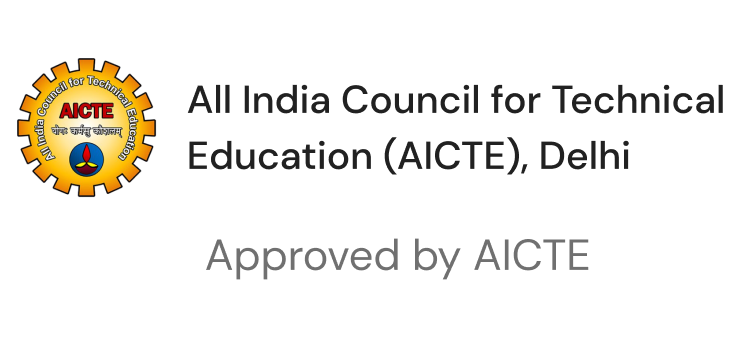 All India Council for Technical Education
AICTE
योगः कर्मसु कौशलम्
All India Council for Technical
Education (AICTE), Delhi
Approved by AICTE